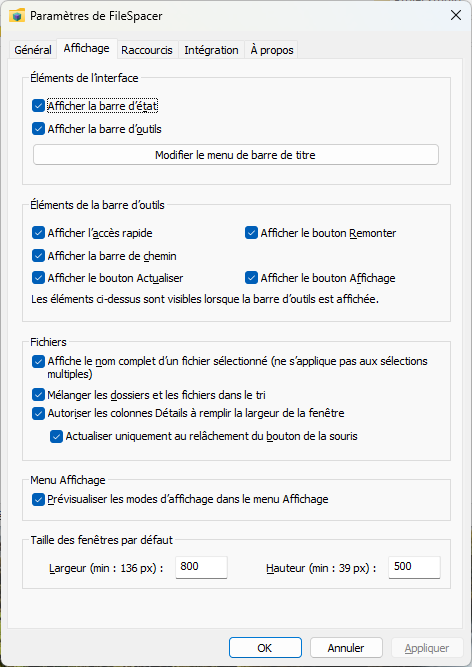 Paramètres de FileSpacer
Général Affichage Raccourcis Intégration À propos
Éléments de l'interface
Afficher la barre d'état
Afficher la barre d'outils
Modifier le menu de barre de titre
Éléments de la barre d'outils
Afficher l'accès rapide Afficher le bouton Remonter
Afficher la barre de chemin
Afficher le bouton Actualiser Afficher le bouton Affichage
Les éléments ci-dessus sont visibles lorsque la barre d'outils est affichée.
Fichiers
Affiche le nom complet d'un fichier sélectionné (ne s'applique pas aux sélections
multiples)
Mélanger les dossiers et les fichiers dans le tri
Autoriser les colonnes Détails à remplir la largeur de la fenêtre
Actualiser uniquement au relâchement du bouton de la souris
Menu Affichage
Prévisualiser les modes d'affichage dans le menu Affichage
Taille des fenêtres par défaut
Largeur (min : 136 px) : 800 Hauteur (min : 39 px) : 500
OK Annuler Appliquer